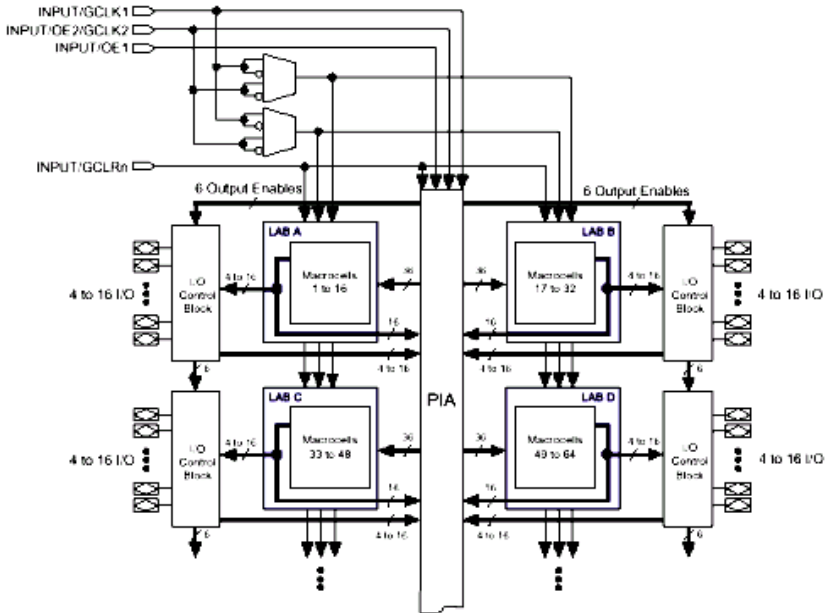 INPUT/GCLK1
INPUT/OE2/GCLK2
INPUT/OE1
INPUT/GCLRn
6 Output Enables
6 Output Enables
LAB A
LAB B
I/O
Control
Block
4 to 16
Macrocells
1 to 16
36
36
Macrocells
17 to 32
4 to 16
I/O
Control
Block
4 to 16 I/O
4 to 16 I/O
16
16
6
4 to 16
4 to 16
6
PIA
LAB C
LAB D
I/O
Control
Block
4 to 16
Macrocells
33 to 48
36
36
Macrocells
49 to 64
4 to 16
I/O
Control
Block
4 to 16 I/O
4 to 16 I/O
16
16
6
4 to 16
4 to 16
6